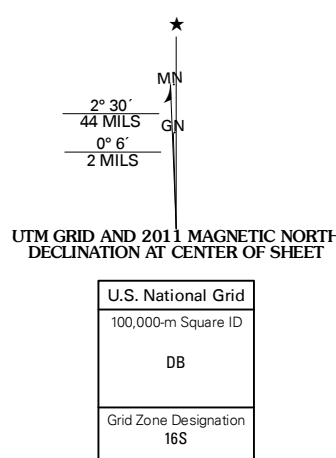 MN
2° 30´
44 MILS
GN
0° 6´
2 MILS
UTM GRID AND 2011 MAGNETIC NORTH
DECLINATION AT CENTER OF SHEET
U.S. National Grid
100,000-m Square ID
DB
Grid Zone Designation
16S